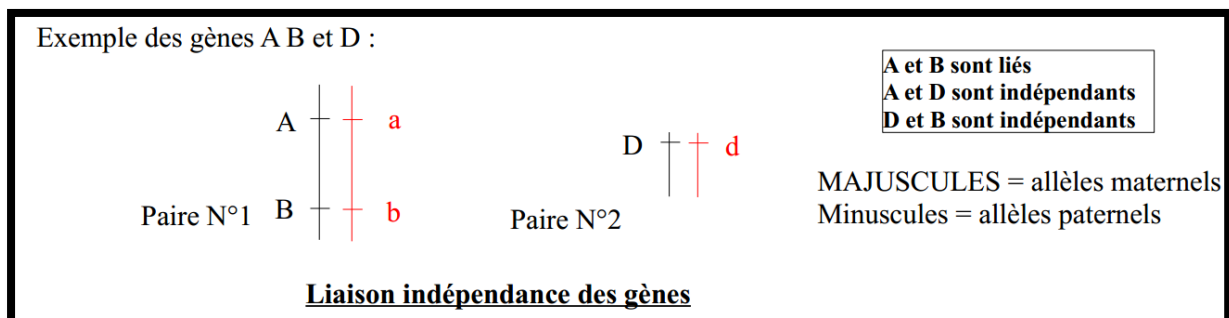 Exemple des gènes A B et D :
A et B sont liés
A et D sont indépendants
D et B sont indépendants
A a
D d
MAJUSCULES = allèles maternels
Minuscules = allèles paternels
Paire N°1 B b
Paire N°2
Liaison indépendance des gènes